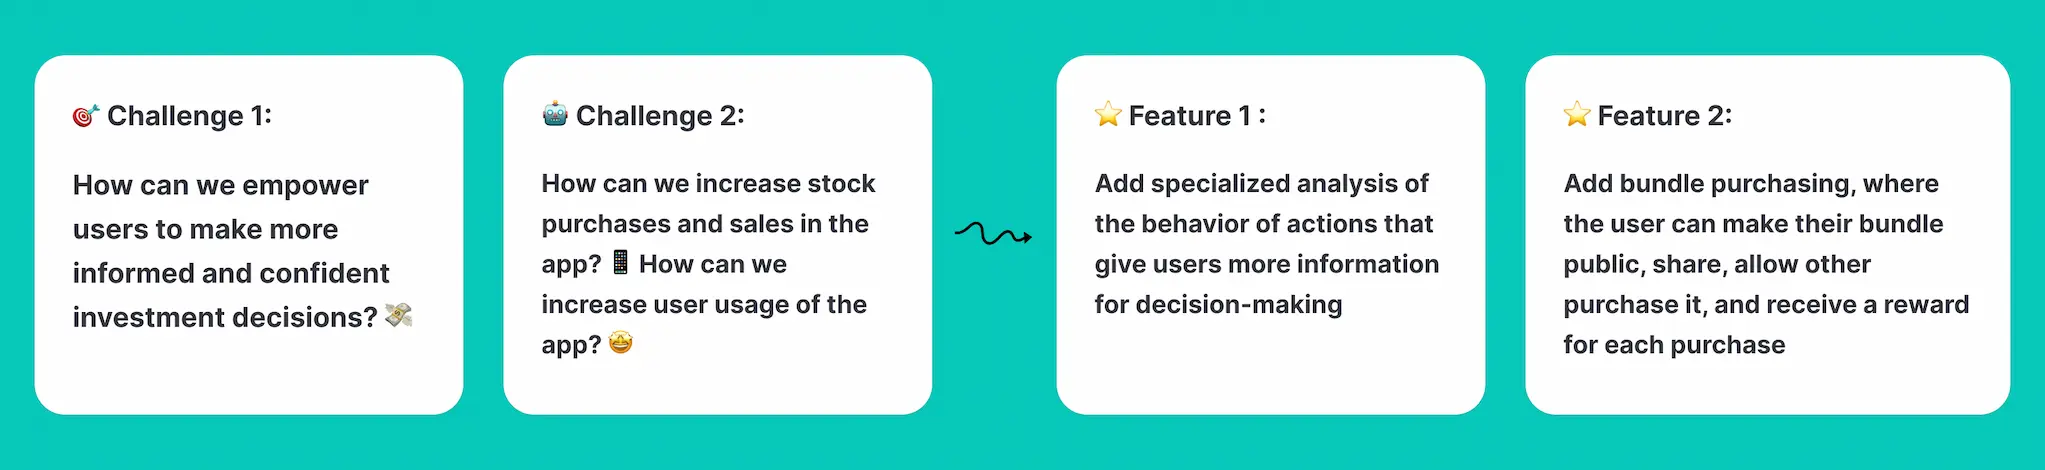 🎯 Challenge 1:
How can we empower
users to make more
informed and confident
investment decisions? 💸
🤖 Challenge 2:
How can we increase stock
purchases and sales in the
app? 📱 How can we
increase user usage of the
app? 🤩
⭐ Feature 1 :
Add specialized analysis of
the behavior of actions that
give users more information
for decision-making
⭐ Feature 2:
Add bundle purchasing, where
the user can make their bundle
public, share, allow other
purchase it, and receive a reward
for each purchase